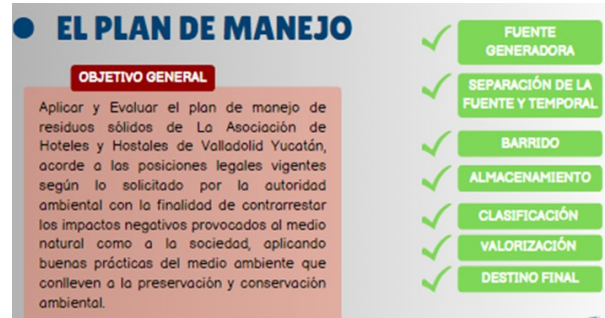 EL PLAN DE MANEJO
OBJETIVO GENERAL
Aplicar y Evaluar el plan de manejo de
residuos sólidos de La Asociación de
Hoteles y Hostales de Valladolid Yucatán,
acorde a las posiciones legales vigentes
según lo solicitado por la autoridad
ambiental con la finalidad de contrarrestar
los impactos negativos provocados al medio
natural como a la sociedad, aplicando
buenas prácticas del medio ambiente que
conlleven a la preservación y conservación
ambiental.
FUENTE
GENERADORA
SEPARACIÓN DE LA
FUENTE Y TEMPORAL
BARRIDO
ALMACENAMIENTO
CLASIFICACIÓN
VALORIZACIÓN
DESTINO FINAL